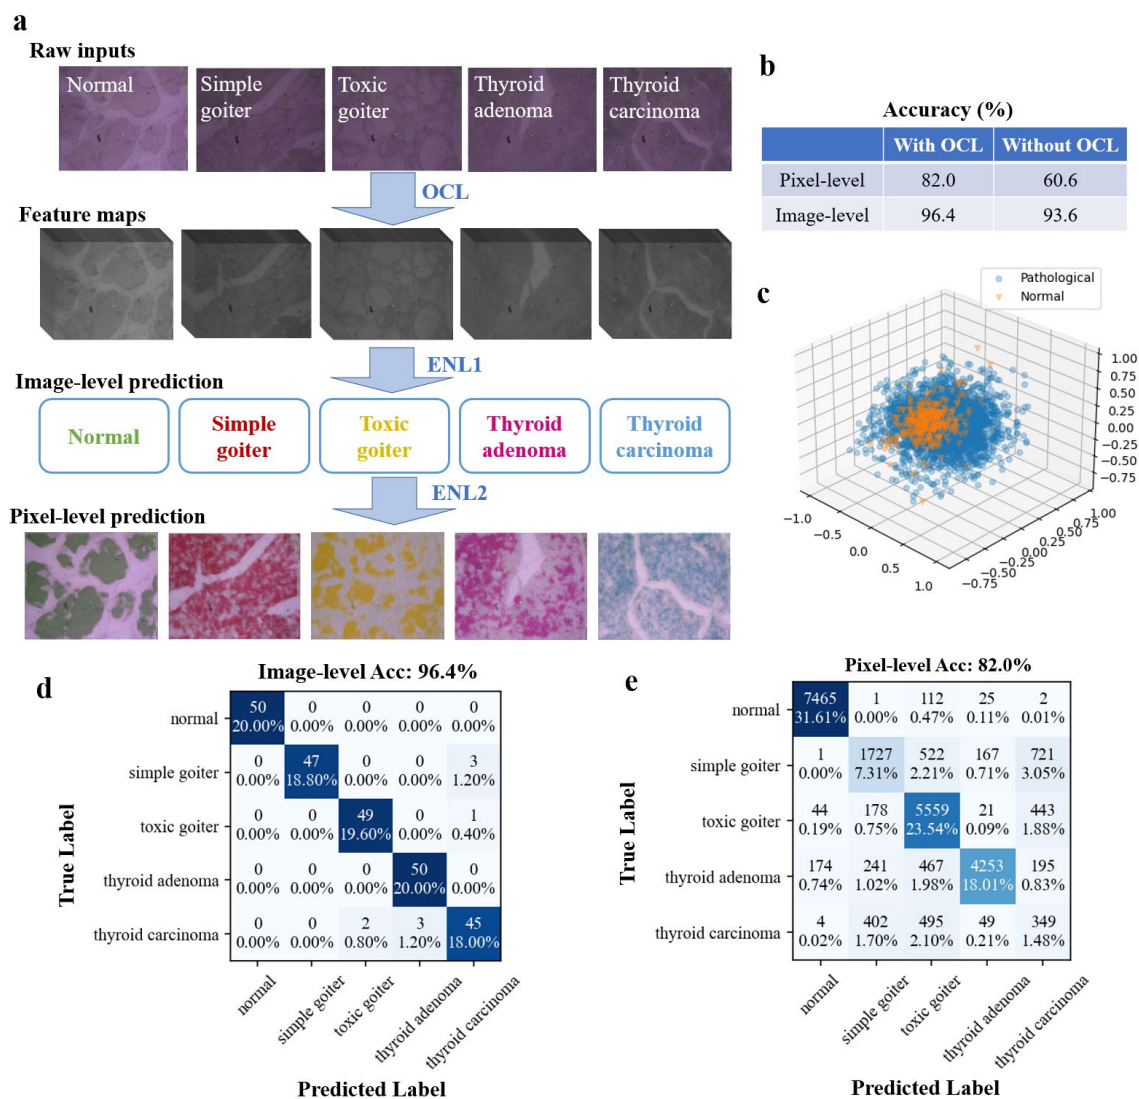 a
Raw inputs
Normal
Simple
goiter
Toxic
goiter
Thyroid
adenoma
Thyroid
carcinoma
OCL
Feature maps
ENL1
Image-level prediction
Normal
Simple
goiter
Toxic
goiter
Thyroid
adenoma
Thyroid
carcinoma
ENL2
Pixel-level prediction
b
Accuracy (%)
With OCL Without OCL
Pixel-level 82.0 60.6
Image-level 96.4 93.6
c
Pathological
Normal
1.00
0.75
0.50
0.25
0.00
−0.25
−0.50
−0.75
−1.0
−0.5
0.0
0.5
1.0
1.00
0.75
0.50
0.25
0.00
−0.25
−0.50
−0.75
d
Image-level Acc: 96.4%
True Label
normal
50 0 0 0 0
20.00% 0.00% 0.00% 0.00% 0.00%
simple goiter
0 47 0 0 3
0.00% 18.80% 0.00% 0.00% 1.20%
toxic goiter
0 0 49 0 1
0.00% 0.00% 19.60% 0.00% 0.40%
thyroid adenoma
0 0 0 50 0
0.00% 0.00% 0.00% 20.00% 0.00%
thyroid carcinoma
0 0 2 3 45
0.00% 0.00% 0.80% 1.20% 18.00%
normal
simple goiter
toxic goiter
thyroid adenoma
thyroid carcinoma
Predicted Label
e
Pixel-level Acc: 82.0%
True Label
normal
7465 1 112 25 2
31.61% 0.00% 0.47% 0.11% 0.01%
simple goiter
1 1727 522 167 721
0.00% 7.31% 2.21% 0.71% 3.05%
toxic goiter
44 178 5559 21 443
0.19% 0.75% 23.54% 0.09% 1.88%
thyroid adenoma
174 241 467 4253 195
0.74% 1.02% 1.98% 18.01% 0.83%
thyroid carcinoma
4 402 495 49 349
0.02% 1.70% 2.10% 0.21% 1.48%
normal
simple goiter
toxic goiter
thyroid adenoma
thyroid carcinoma
Predicted Label